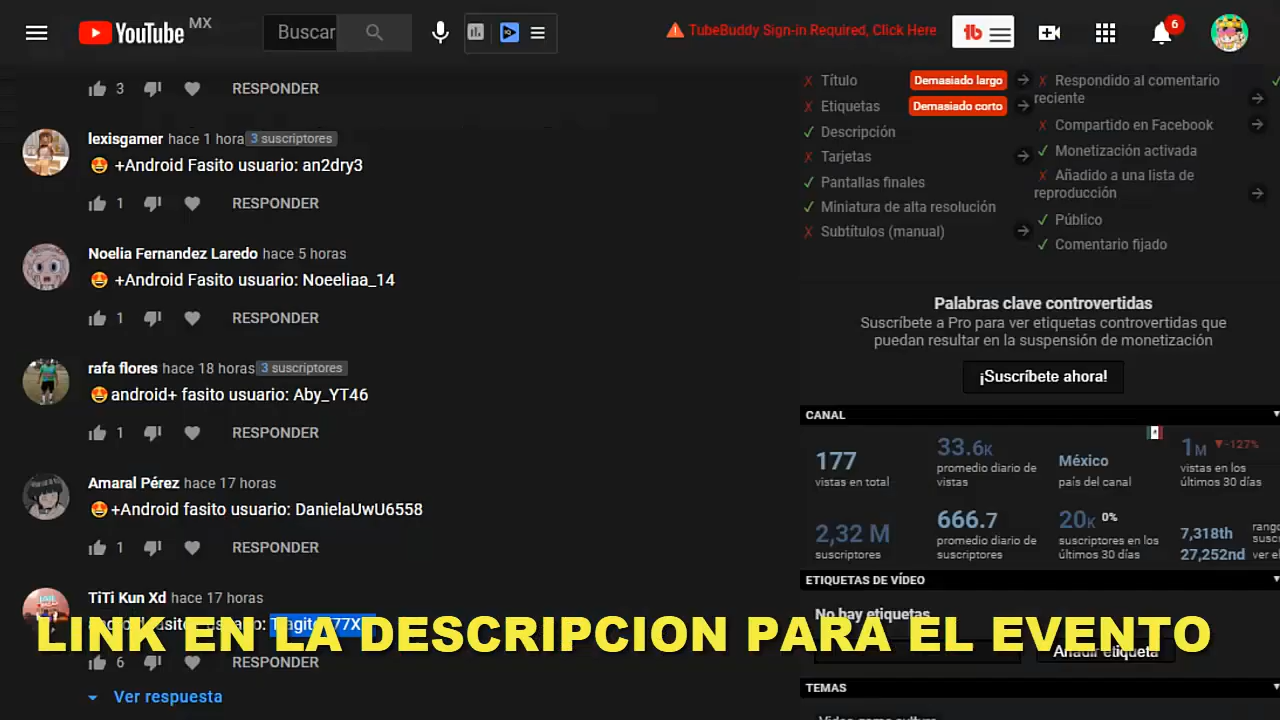 YouTube MX
Buscar
TubeBuddy Sign-in Required, Click Here
tb
6
3
RESPONDER
lexisgamer hace 1 hora 3 suscriptores
+Android Fasito usuario: an2dry3
1
RESPONDER
Noelia Fernandez Laredo hace 5 horas
+Android Fasito usuario: Noeeliaa_14
1
RESPONDER
rafa flores hace 18 horas 3 suscriptores
android+ fasito usuario: Aby_YT46
1
RESPONDER
Amaral Pérez hace 17 horas
+Android fasito usuario: DanielaUwU6558
1
RESPONDER
TiTi Kun Xd hace 17 horas
LINK EN LA DESCRIPCION PARA EL EVENTO
6
RESPONDER
Ver respuesta
Título Demasiado largo
Etiquetas Demasiado corto
Descripción
Tarjetas
Pantallas finales
Miniatura de alta resolución
Subtítulos (manual)
Respondido al comentario
reciente
Compartido en Facebook
Monetización activada
Añadido a una lista de
reproducción
Público
Comentario fijado
Palabras clave controvertidas
Suscríbete a Pro para ver etiquetas controvertidas que
puedan resultar en la suspensión de monetización
¡Suscríbete ahora!
CANAL
177
vistas en total
33.6K
promedio diario de
vistas
México
país del canal
1M ▼-127%
vistas en los
últimos 30 días
2,32 M
suscriptores
666.7
promedio diario de
suscriptores
20K 0%
suscriptores en los
últimos 30 días
7,318th
27,252nd
ETIQUETAS DE VÍDEO
No hay etiquetas
Añadir etiqueta
TEMAS